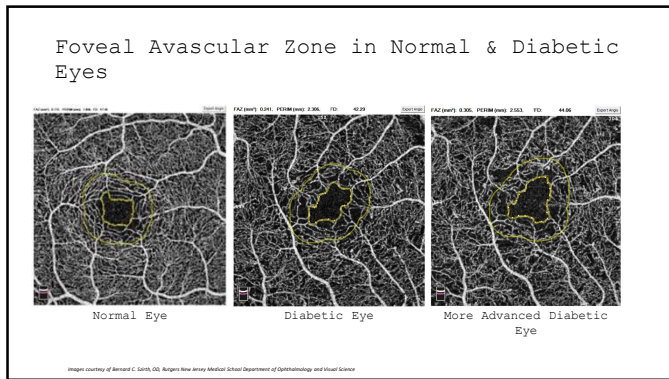 Foveal Avascular Zone in Normal & Diabetic
Eyes
Export Angio
FAZ (mm²): 0.241, PERIM (mm): 2.306, FD: 42.29 Export Angio
FAZ (mm²): 0.305, PERIM (mm): 2.553, FD: 44.06 Export Angio
Normal Eye
Diabetic Eye
More Advanced Diabetic
Eye
Images courtesy of Bernard C. OD, Rutgers New Jersey Medical School Department of Ophthalmology and Visual Science